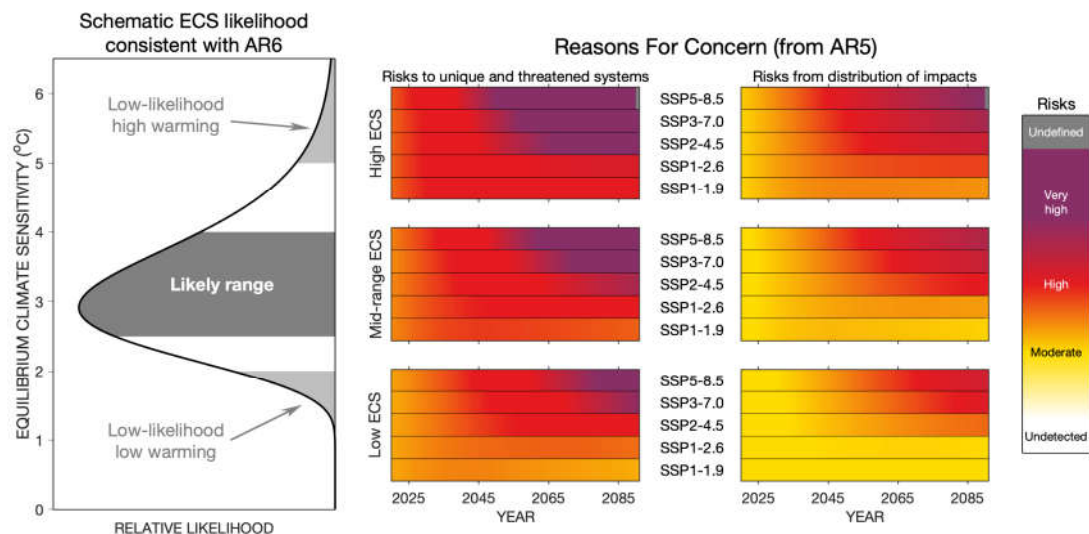 Schematic ECS likelihood
consistent with AR6
EQUILIBRIUM CLIMATE SENSITIVITY (°C)
6
5
4
3
2
1
0
Low-likelihood
high warming
Likely range
Low-likelihood
low warming
RELATIVE LIKELIHOOD
Reasons For Concern (from AR5)
Risks to unique and threatened systems
Risks from distribution of impacts
High ECS
SSP5-8.5
SSP3-7.0
SSP2-4.5
SSP1-2.6
SSP1-1.9
Mid-range ECS
SSP5-8.5
SSP3-7.0
SSP2-4.5
SSP1-2.6
SSP1-1.9
Low ECS
SSP5-8.5
SSP3-7.0
SSP2-4.5
SSP1-2.6
SSP1-1.9
2025 2045 2065 2085
YEAR
2025 2045 2065 2085
YEAR
Risks
Undefined
Very
high
High
Moderate
Undetected